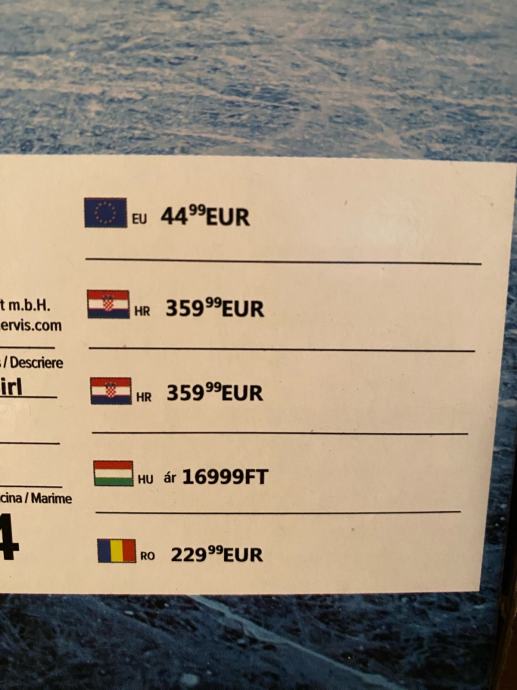 EU 44⁹⁹EUR
t m.b.H.
HR 359⁹⁹EUR
ervis.com
/ Descriere
irl
HR 359⁹⁹EUR
HU ár 16999FT
cina / Marime
4
RO 229⁹⁹EUR